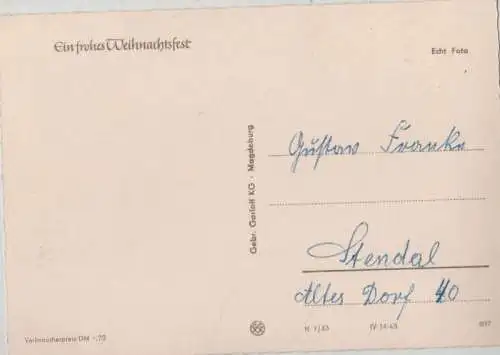 Ein frohes Weihnachtsfest
Echt Foto
Gustav Franke
Gebr. Garloff KG · Magdeburg
Stendal
Altes Dorf 40
Verbraucherpreis DM -,20
IV-14-48